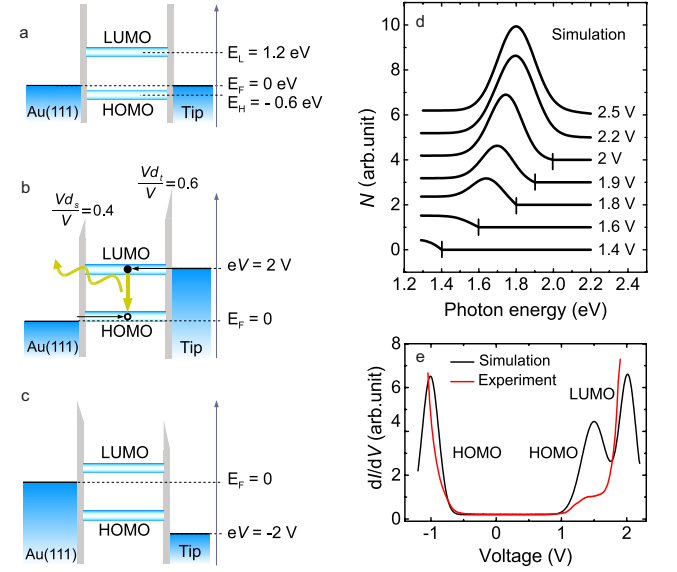 a
LUMO
E_L = 1.2 eV
E_F = 0 eV
E_H = - 0.6 eV
Au(111)
HOMO
Tip
b
Vd_s/V = 0.4
Vd_t/V = 0.6
LUMO
eV = 2 V
E_F = 0
HOMO
Au(111)
Tip
c
LUMO
E_F = 0
HOMO
eV = -2 V
Au(111)
Tip
d
Simulation
N (arb.unit)
10
8
6
4
2
0
2.5 V
2.2 V
2 V
1.9 V
1.8 V
1.6 V
1.4 V
1.2 1.4 1.6 1.8 2.0 2.2 2.4
Photon energy (eV)
e
Simulation
Experiment
LUMO
HOMO
HOMO
dI/dV (arb.unit)
8
6
4
2
0
-1 0 1 2
Voltage (V)